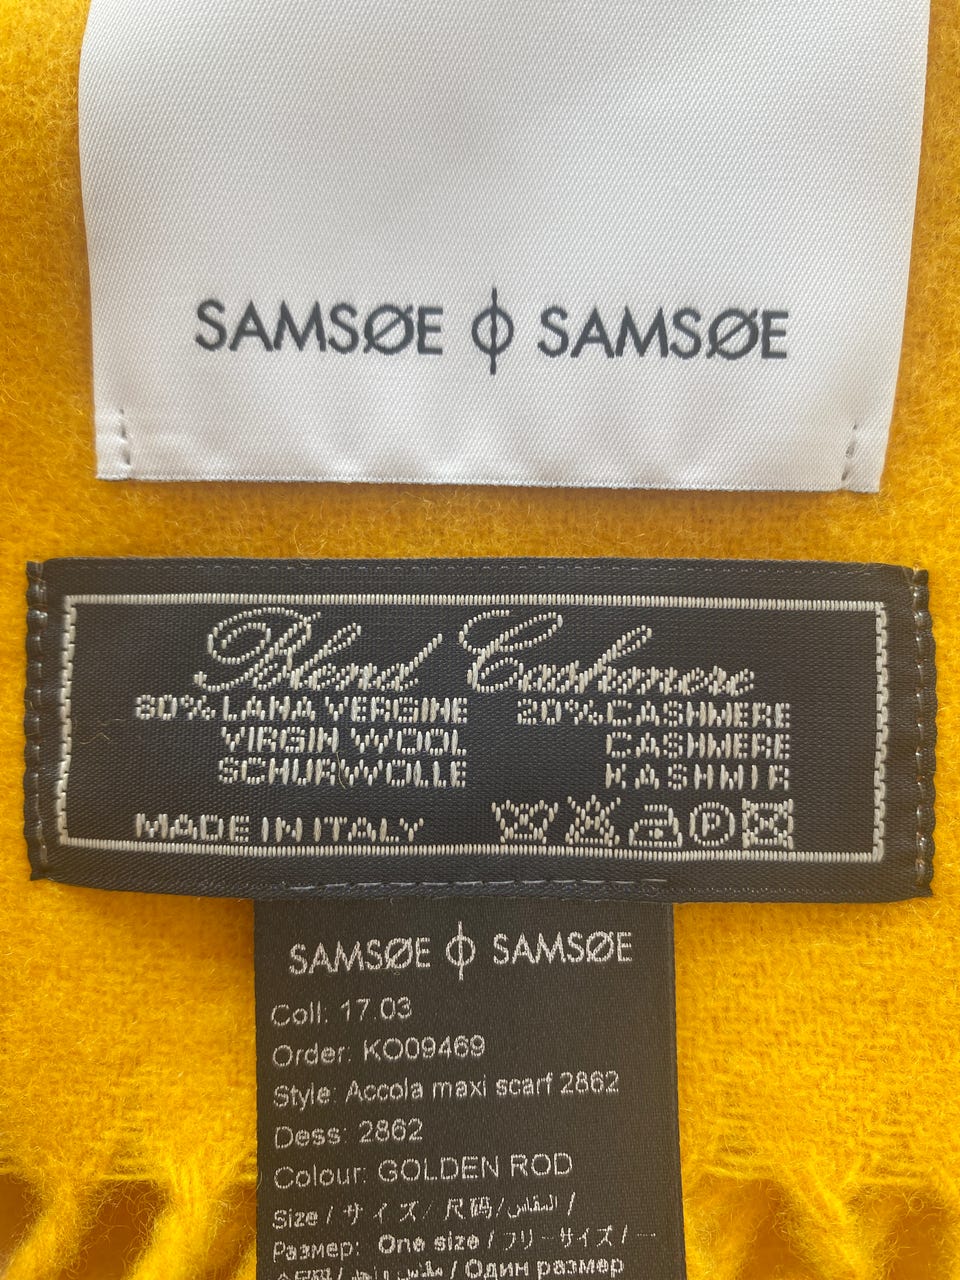 SAMSØE ϕ SAMSØE
Blend Cashmere
80% LANA VERGINE 20% CASHMERE
VIRGIN WOOL CASHMERE
SCHURWOLLE KASHMIR
MADE IN ITALY P
SAMSØE ϕ SAMSØE
Coll: 17.03
Order: KO09469
Style: Accola maxi scarf 2862
Dess: 2862
Colour: GOLDEN ROD
Size / サイズ / 尺码 /
Размер: One size / フリーサイズ /
/ Один размер